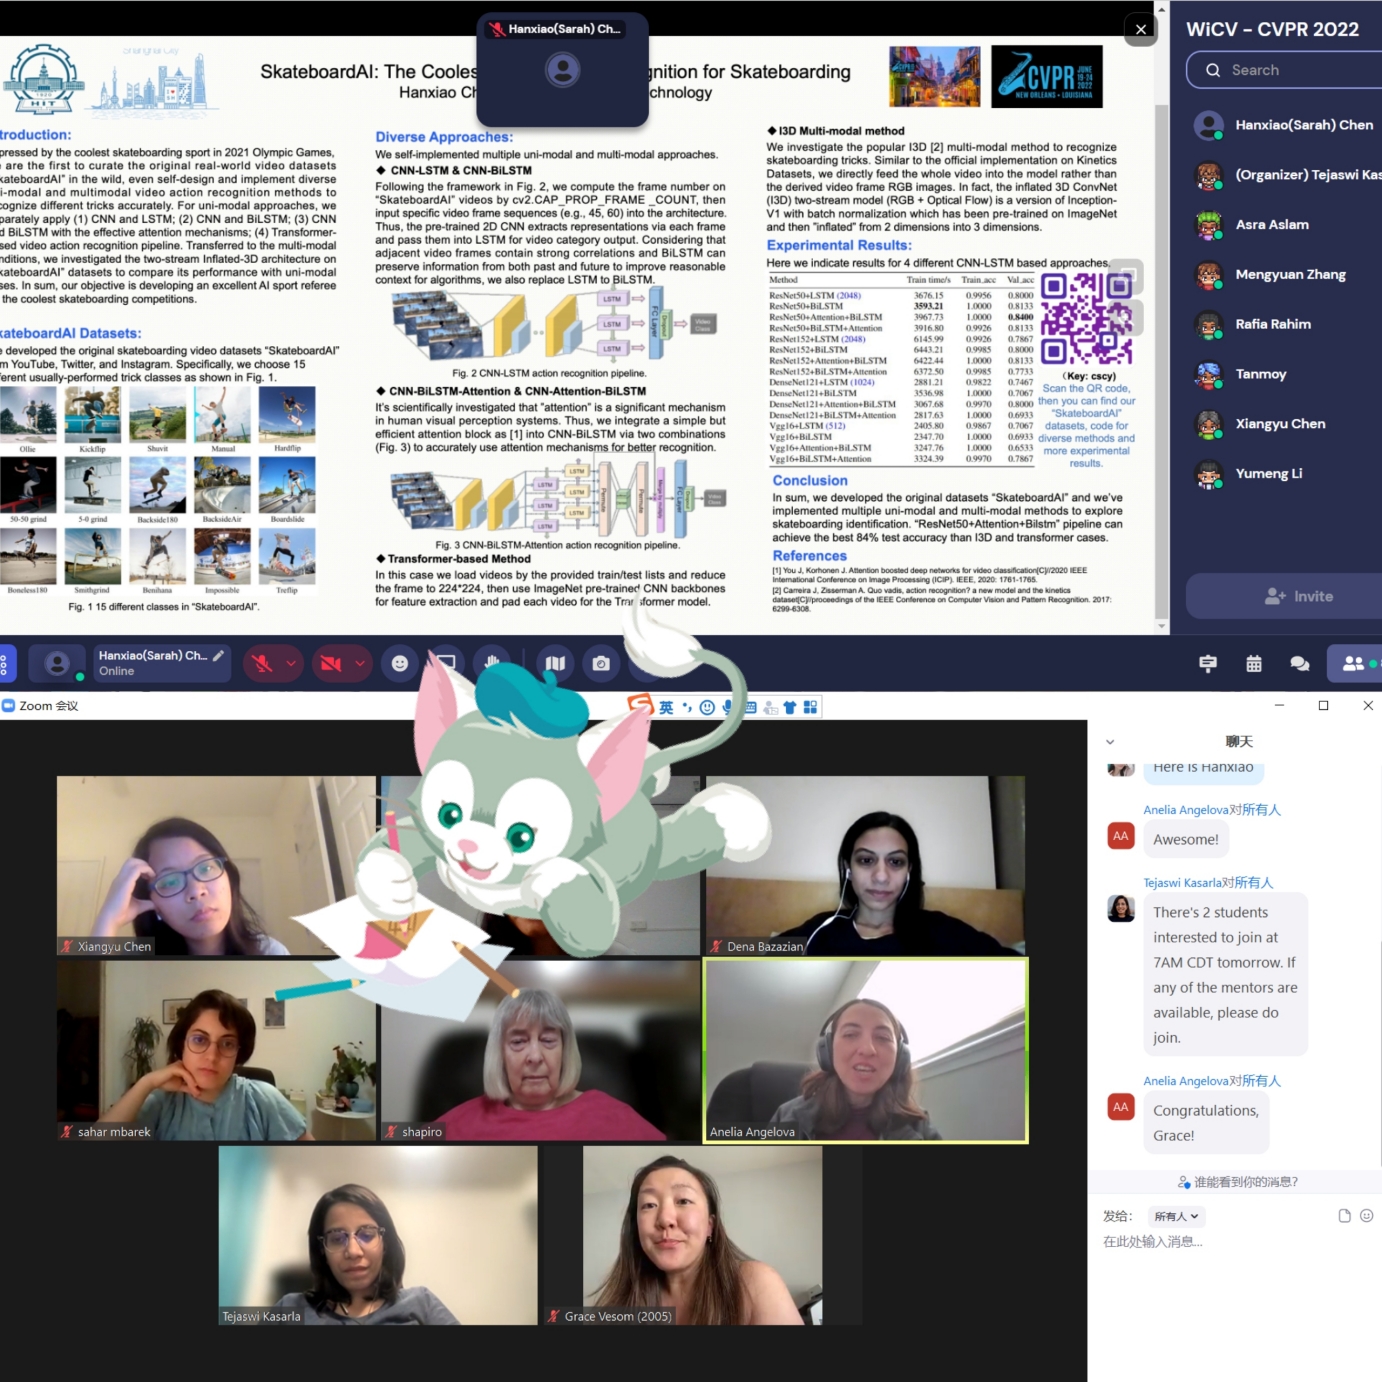 Hanxiao(Sarah) Ch...
WiCV - CVPR 2022
Search
Hanxiao(Sarah) Chen
(Organizer) Tejaswi Kas
Asra Aslam
Mengyuan Zhang
Rafia Rahim
Tanmoy
Xiangyu Chen
Yumeng Li
Invite
HIT
Shanghai City
SkateboardAI: The Cooles
gnition for Skateboarding
Hanxiao Ch
chnology
CVPR JUNE 19-24 2022
NEW ORLEANS • LOUISIANA
troduction:
pressed by the coolest skateboarding sport in 2021 Olympic Games,
e are the first to curate the original real-world video datasets
kateboardAI" in the wild, even self-design and implement diverse
i-modal and multimodal video action recognition methods to
cognize different tricks accurately. For uni-modal approaches, we
parately apply (1) CNN and LSTM; (2) CNN and BiLSTM; (3) CNN
d BiLSTM with the effective attention mechanisms; (4) Transformer-
sed video action recognition pipeline. Transferred to the multi-modal
nditions, we investigated the two-stream Inflated-3D architecture on
kateboardAI" datasets to compare its performance with uni-modal
ses. In sum, our objective is developing an excellent AI sport referee
the coolest skateboarding competitions.
kateboardAI Datasets:
e developed the original skateboarding video datasets "SkateboardAI"
m YouTube, Twitter, and Instagram. Specifically, we choose 15
erent usually-performed trick classes as shown in Fig. 1.
Ollie Kickflip Shuvit Manual Hardflip
50-50 grind 5-0 grind Backside180 BacksideAir Boardslide
Boneless180 Smithgrind Benihana Impossible Treflip
Fig. 1 15 different classes in "SkateboardAI".
Diverse Approaches:
We self-implemented multiple uni-modal and multi-modal approaches.
◆ CNN-LSTM & CNN-BiLSTM
Following the framework in Fig. 2, we compute the frame number on
"SkateboardAI" videos by cv2.CAP_PROP_FRAME _COUNT, then
input specific video frame sequences (e.g., 45, 60) into the architecture.
Thus, the pre-trained 2D CNN extracts representations via each frame
and pass them into LSTM for video category output. Considering that
adjacent video frames contain strong correlations and BiLSTM can
preserve information from both past and future to improve reasonable
context for algorithms, we also replace LSTM to BiLSTM.
LSTM
LSTM
LSTM
FC Layer
Dropout
Video Class
Fig. 2 CNN-LSTM action recognition pipeline.
◆ CNN-BiLSTM-Attention & CNN-Attention-BiLSTM
It's scientifically investigated that "attention" is a significant mechanism
in human visual perception systems. Thus, we integrate a simple but
efficient attention block as [1] into CNN-BiLSTM via two combinations
(Fig. 3) to accurately use attention mechanisms for better recognition.
LSTM
LSTM
LSTM
LSTM
LSTM
LSTM
Permute
Permute
FC Layer
Fig. 3 CNN-BiLSTM-Attention action recognition pipeline.
◆ Transformer-based Method
In this case we load videos by the provided train/test lists and reduce
the frame to 224*224, then use ImageNet pre-trained CNN backbones
for feature extraction and pad each video for the Transformer model.
◆ I3D Multi-modal method
We investigate the popular I3D [2] multi-modal method to recognize
skateboarding tricks. Similar to the official implementation on Kinetics
Datasets, we directly feed the whole video into the model rather than
the derived video frame RGB images. In fact, the inflated 3D ConvNet
(I3D) two-stream model (RGB + Optical Flow) is a version of Inception-
V1 with batch normalization which has been pre-trained on ImageNet
and then "inflated" from 2 dimensions into 3 dimensions.
Experimental Results:
Here we indicate results for 4 different CNN-LSTM based approaches.
Method Train time/s Train_acc Val_acc
ResNet50+LSTM (2048) 3676.15 0.9956 0.8000
ResNet50+BiLSTM 3593.21 1.0000 0.8133
ResNet50+Attention+BiLSTM 3967.73 1.0000 0.8400
ResNet50+BiLSTM+Attention 3916.80 0.9926 0.8133
ResNet152+LSTM (2048) 6145.99 0.9926 0.7867
ResNet152+BiLSTM 6443.21 0.9985 0.8000
ResNet152+Attention+BiLSTM 6422.44 1.0000 0.8133
ResNet152+BiLSTM+Attention 6372.50 0.9985 0.7733
DenseNet121+LSTM (1024) 2881.21 0.9822 0.7467
DenseNet121+BiLSTM 3536.98 1.0000 0.7067
DenseNet121+Attention+BiLSTM 3067.68 0.9970 0.8000
DenseNet121+BiLSTM+Attention 2817.63 1.0000 0.6933
Vgg16+LSTM (512) 2405.80 0.9867 0.7067
Vgg16+BiLSTM 2347.70 1.0000 0.6933
Vgg16+Attention+BiLSTM 3247.76 1.0000 0.6533
Vgg16+BiLSTM+Attention 3324.39 0.9970 0.7867
(Key: cscy)
Scan the QR code,
then you can find our
"SkateboardAI"
datasets, code for
diverse methods and
more experimental
results.
Conclusion
In sum, we developed the original datasets "SkateboardAI" and we've
implemented multiple uni-modal and multi-modal methods to explore
skateboarding identification. "ResNet50+Attention+Bilstm" pipeline can
achieve the best 84% test accuracy than I3D and transformer cases.
References
[1] You J, Korhonen J. Attention boosted deep networks for video classification[C]//2020 IEEE
International Conference on Image Processing (ICIP). IEEE, 2020: 1761-1765.
[2] Carreira J, Zisserman A. Quo vadis, action recognition? a new model and the kinetics
dataset[C]//proceedings of the IEEE Conference on Computer Vision and Pattern Recognition. 2017:
6299-6308.
Hanxiao(Sarah) Ch...
Online
Zoom 会议
英
Xiangyu Chen
Dena Bazazian
sahar mbarek
shapiro
Anelia Angelova
Tejaswi Kasarla
Grace Vesom (2005)
聊天
Here is Hanxiao
Anelia Angelova对所有人
AA
Awesome!
Tejaswi Kasarla对所有人
There's 2 students
interested to join at
7AM CDT tomorrow. If
any of the mentors are
available, please do
join.
Anelia Angelova对所有人
AA
Congratulations,
Grace!
谁能看到你的消息?
发给:
所有人
在此处输入消息...